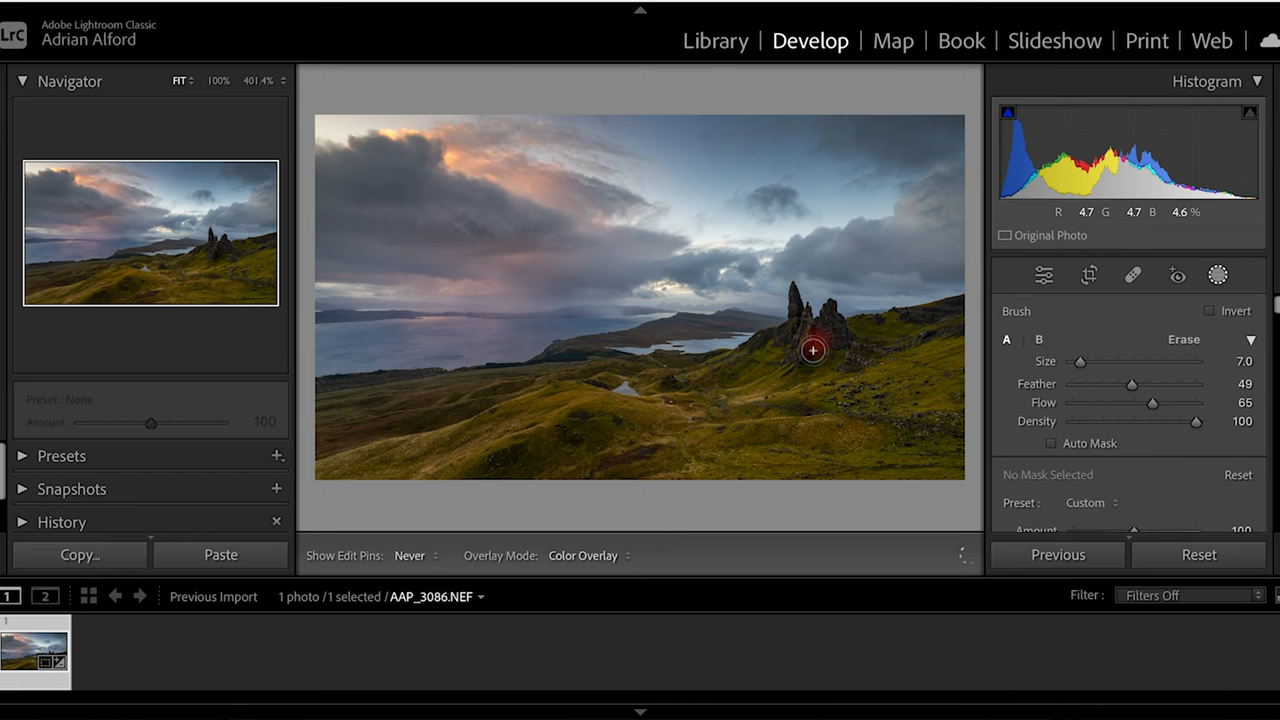 LrC
Adobe Lightroom Classic
Adrian Alford
Library | Develop | Map | Book | Slideshow | Print | Web |
Navigator FIT 100% 401.4%
Histogram
R 4.7 G 4.7 B 4.6 %
Original Photo
Brush Invert
A B Erase
Size 7.0
Feather 49
Flow 65
Density 100
Auto Mask
No Mask Selected Reset
Preset : Custom
Amount 100
Preset : None
Amount 100
Presets
Snapshots
History
Copy... Paste
Show Edit Pins: Never Overlay Mode: Color Overlay
Previous Reset
1 2 Previous Import 1 photo /1 selected /AAP_3086.NEF
Filter : Filters Off
1